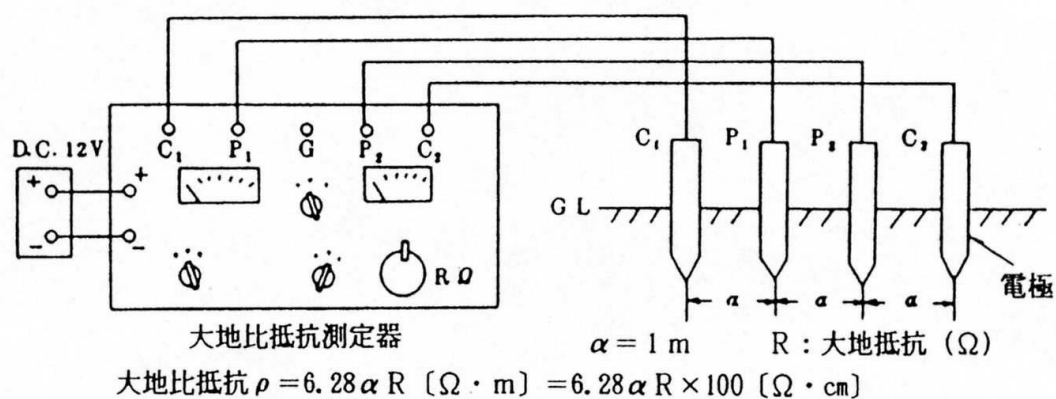 C₁ P₁ G P₂ C₂
D.C. 12V
+ +
− −
R Ω
大地比抵抗測定器
C₁ P₁ P₂ C₂
GL
電極
a a a
α＝1 m R：大地抵抗 (Ω)
大地比抵抗 ρ＝6.28 α R〔Ω・m〕＝6.28 α R×100〔Ω・cm〕